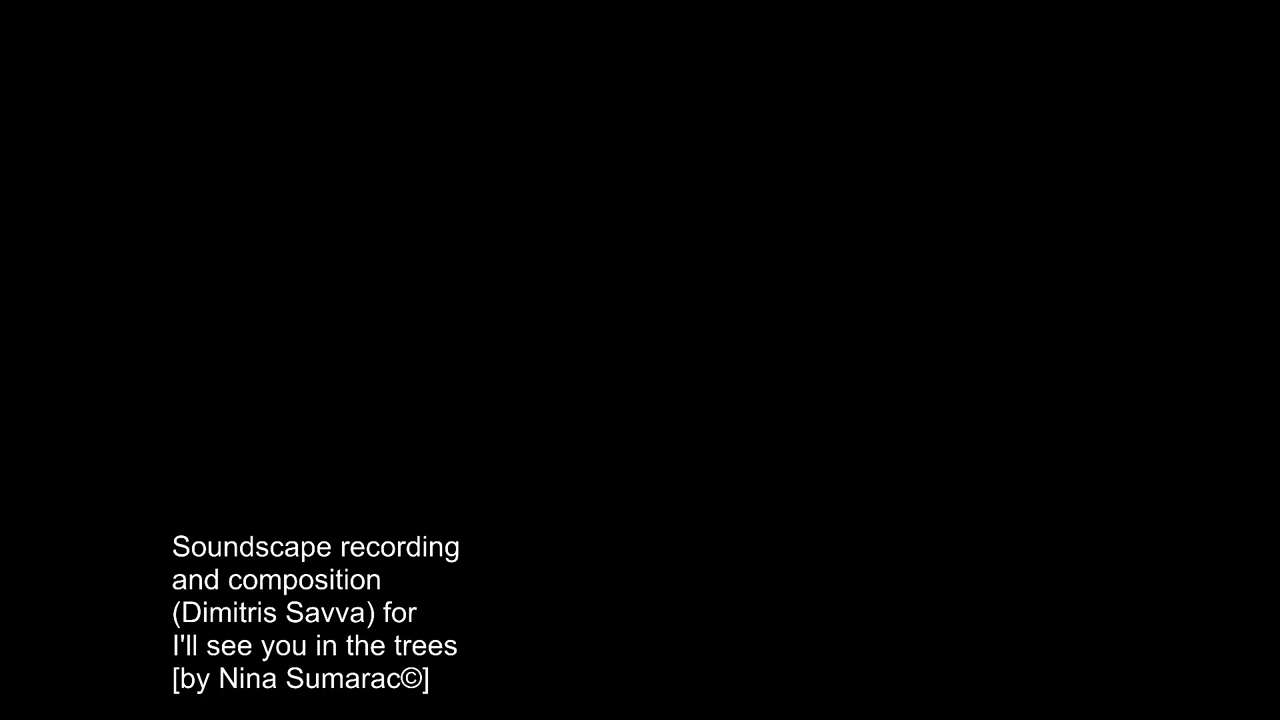 Soundscape recording
and composition
(Dimitris Savva) for
I'll see you in the trees
[by Nina Sumarac©]